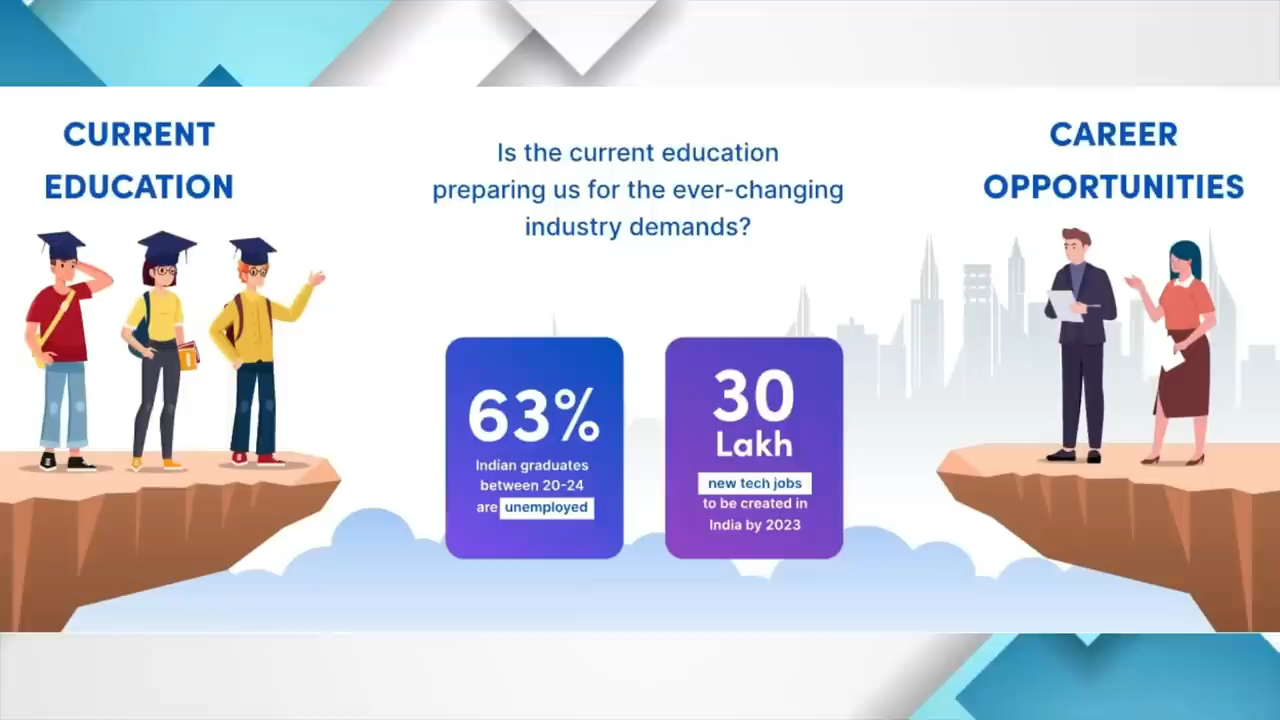 CURRENT
EDUCATION
Is the current education
preparing us for the ever-changing
industry demands?
CAREER
OPPORTUNITIES
63%
Indian graduates
between 20-24
are unemployed
30
Lakh
new tech jobs
to be created in
India by 2023